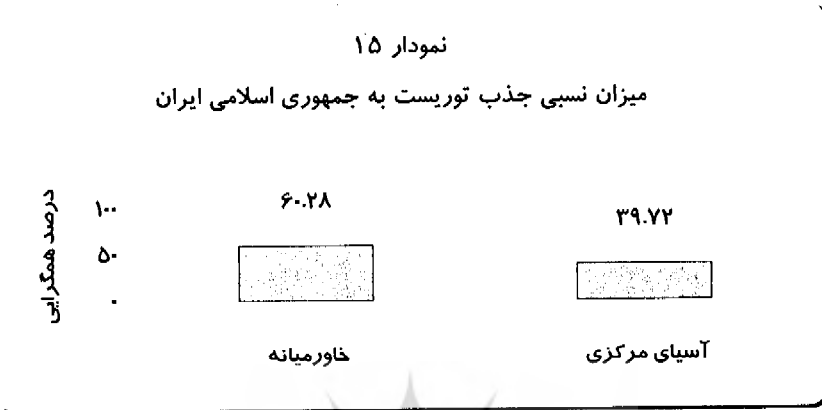 نمودار ۱۵
میزان نسبی جذب توریست به جمهوری اسلامی ایران
درصد همگرایی
۱۰۰
۵۰
۰
۶۰.۲۸
۳۹.۷۲
خاورمیانه
آسیای مرکزی